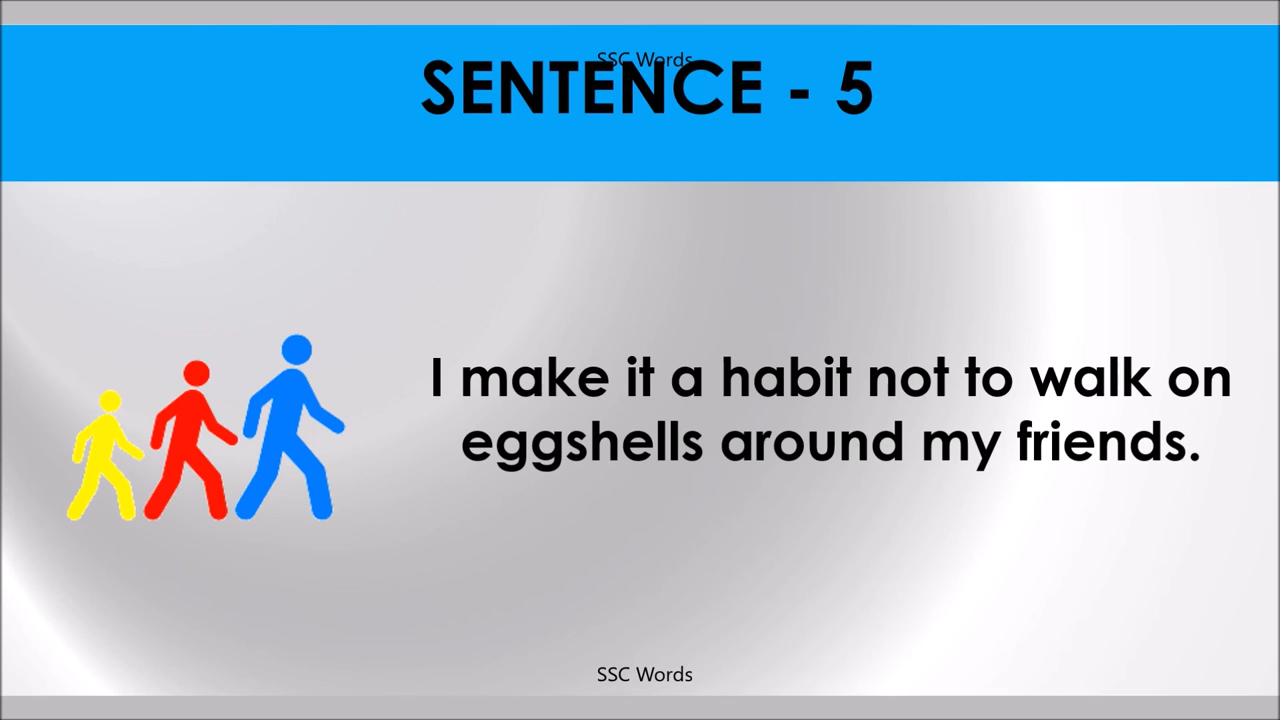 SSC Words
SENTENCE - 5
I make it a habit not to walk on
eggshells around my friends.
SSC Words